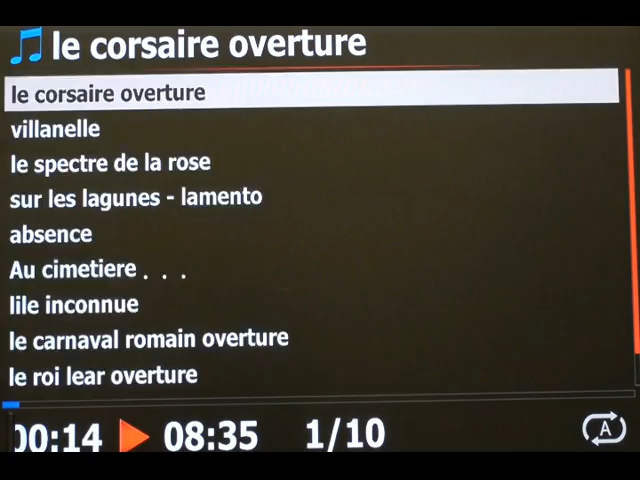 le corsaire overture
le corsaire overture
villanelle
le spectre de la rose
sur les lagunes - lamento
absence
Au cimetiere . . .
lile inconnue
le carnaval romain overture
le roi lear overture
00:14 08:35 1/10 A